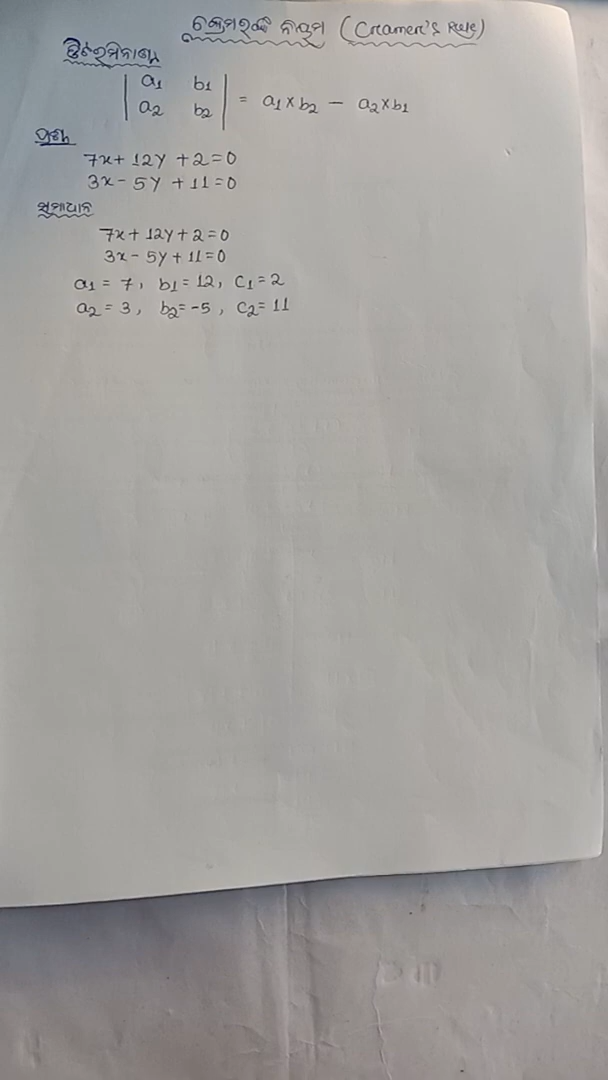 କ୍ରେମରଙ୍କ ନିୟମ (Cramer's Rule)
ଡିଟରମିନାଣ୍ଟ
| a1 b1 |
| a2 b2 | = a1 x b2 - a2 x b1
ପ୍ରଶ୍ନ
7x + 12y + 2 = 0
3x - 5y + 11 = 0
ସମାଧାନ
7x + 12y + 2 = 0
3x - 5y + 11 = 0
a1 = 7, b1 = 12, c1 = 2
a2 = 3, b2 = -5, c2 = 11